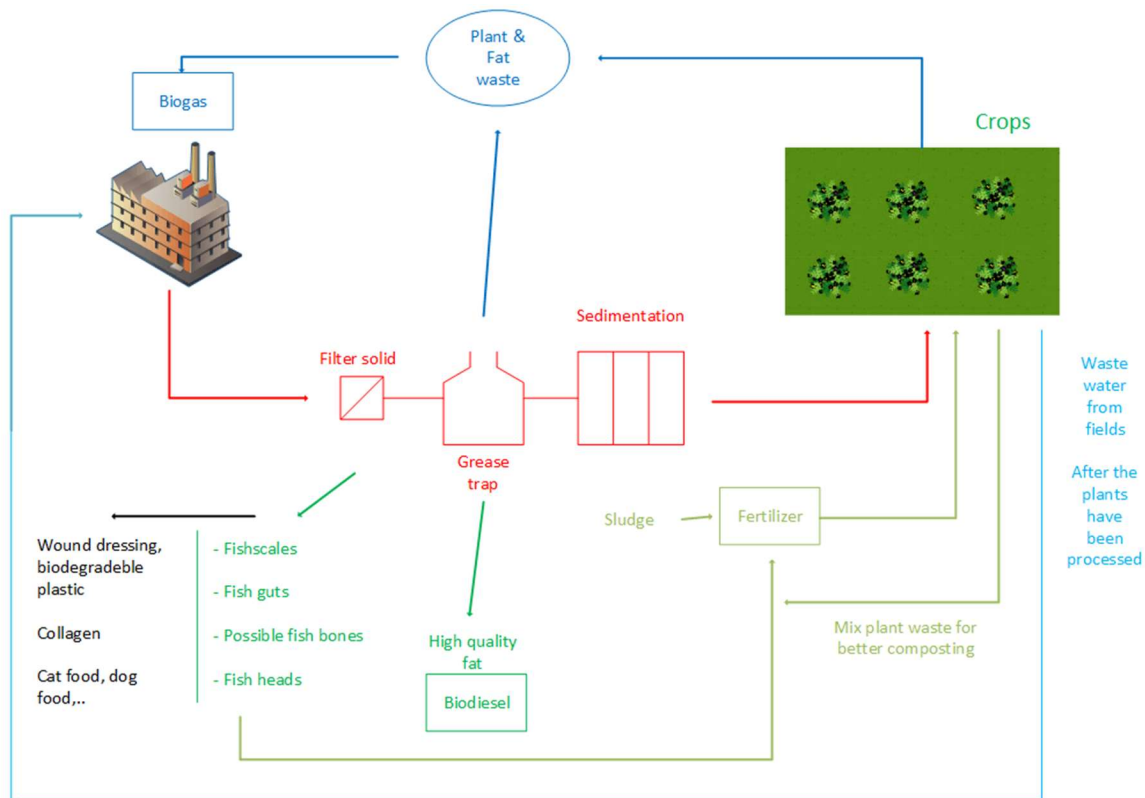 Plant &
Fat
waste
Biogas
Crops
Sedimentation
Filter solid
Grease
trap
Waste
water
from
fields
After the
plants
have
been
processed
Sludge
Fertilizer
Wound dressing,
biodegradeble
plastic
Collagen
Cat food, dog
food,..
- Fishscales
- Fish guts
- Possible fish bones
- Fish heads
High quality
fat
Biodiesel
Mix plant waste for
better composting